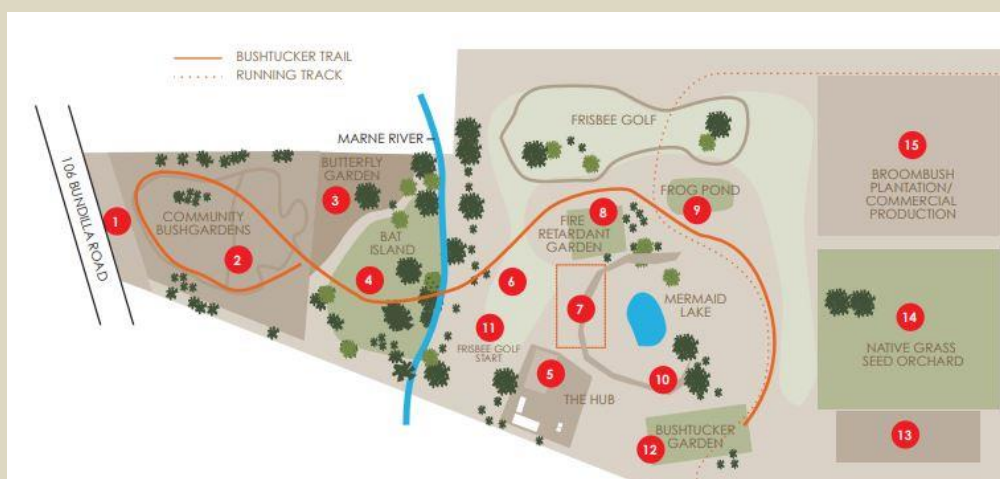 BUSHTUCKER TRAIL
RUNNING TRACK
MARNE RIVER
FRISBEE GOLF
106 BUNDILLA ROAD
BUTTERFLY
GARDEN
3
15
BROOMBUSH
PLANTATION/
COMMERCIAL
PRODUCTION
1
COMMUNITY
BUSHGARDENS
2
BAT
ISLAND
4
8
FIRE
RETARDANT
GARDEN
FROG POND
9
6
7
MERMAID
LAKE
14
NATIVE GRASS
SEED ORCHARD
11
FRISBEE GOLF
START
5
THE HUB
10
BUSHTUCKER
GARDEN
12
13